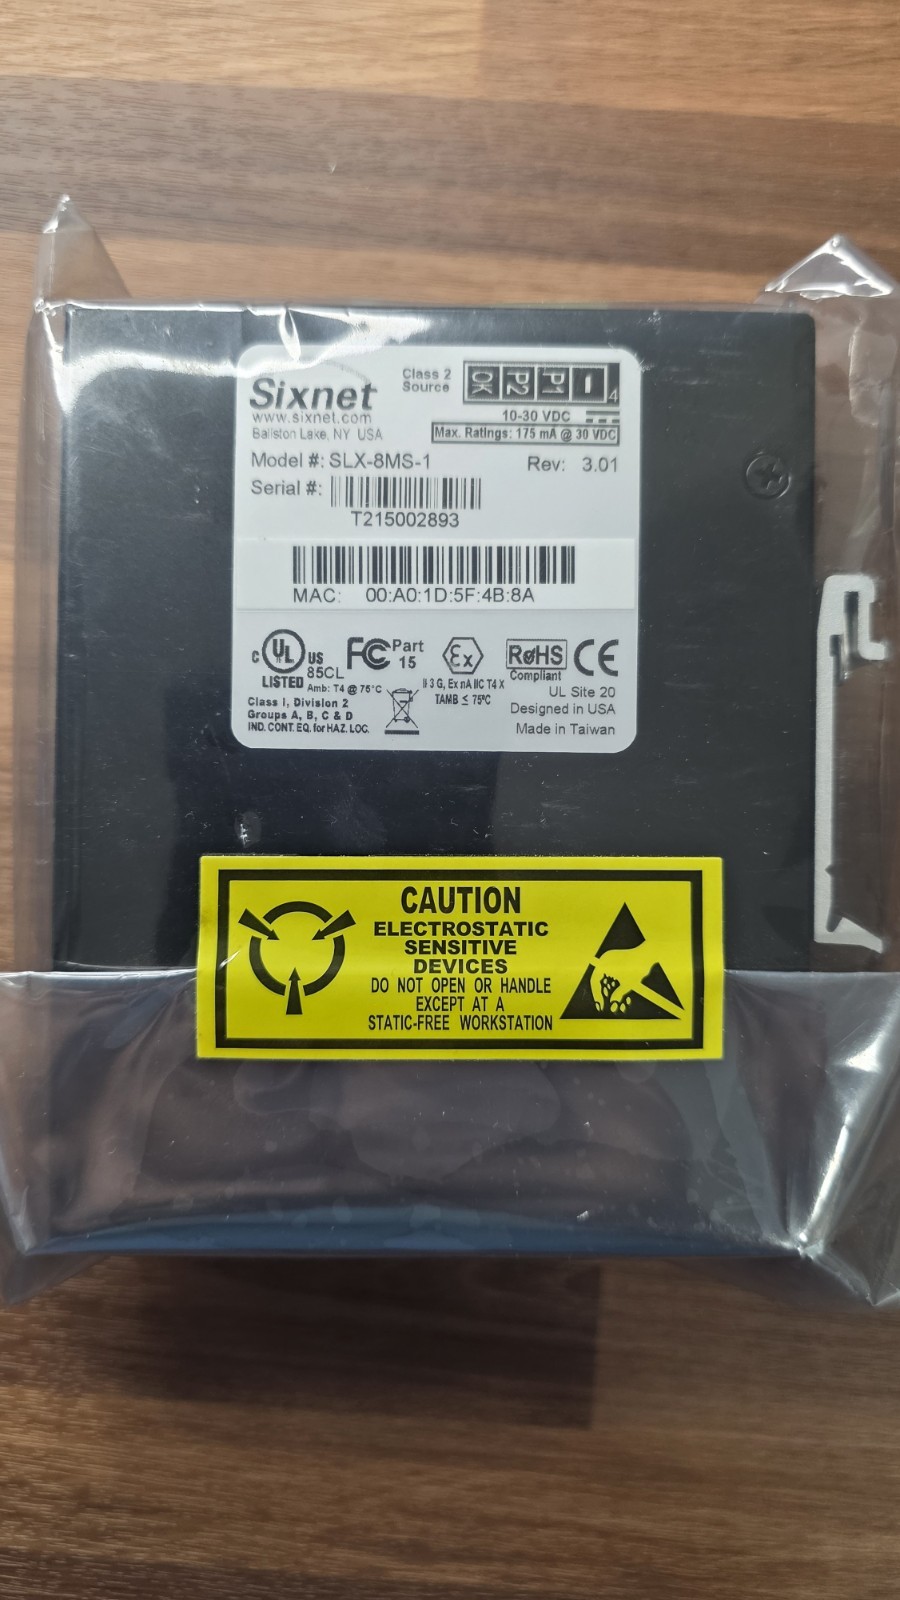 Sixnet
www.sixnet.com
Ballston Lake, NY USA
Class 2
Source
OK P2 P1 - 4
10-30 VDC
Max. Ratings: 175 mA @ 30 VDC
Model #: SLX-8MS-1 Rev: 3.01
Serial #:
T215002893
MAC: 00:A0:1D:5F:4B:8A
C UL US
LISTED
85CL
Amb: T4 @ 75°C
Class I, Division 2
Groups A, B, C & D
IND. CONT. EQ. for HAZ. LOC.
FC Part
15
Ex
II 3 G, Ex nA IIC T4 X
TAMB ≤ 75ºC
RoHS
Compliant
CE
UL Site 20
Designed in USA
Made in Taiwan
CAUTION
ELECTROSTATIC
SENSITIVE
DEVICES
DO NOT OPEN OR HANDLE
EXCEPT AT A
STATIC-FREE WORKSTATION